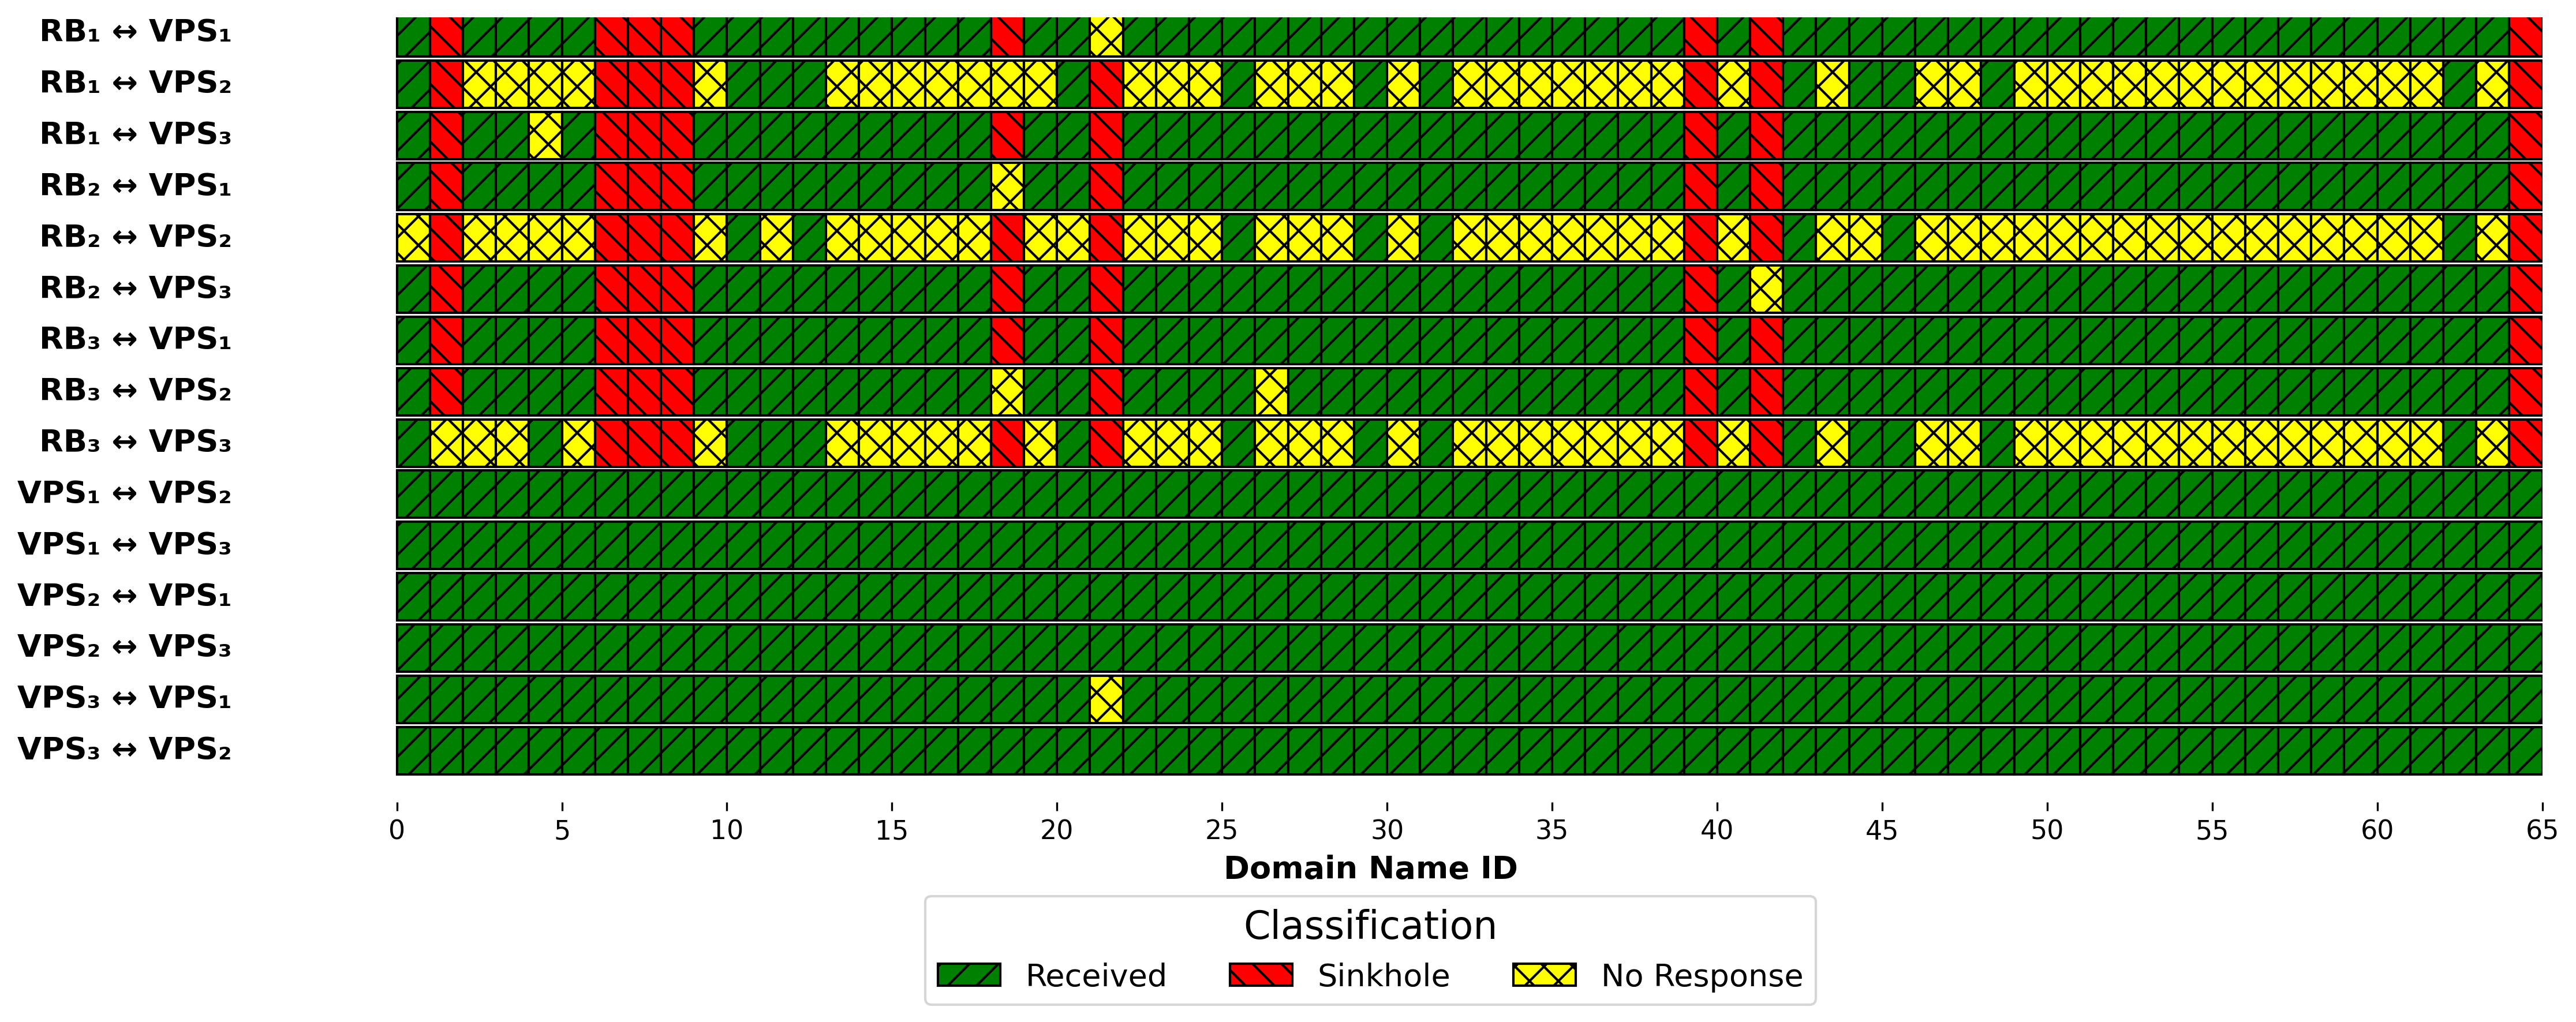 RB₁ ↔ VPS₁
RB₁ ↔ VPS₂
RB₁ ↔ VPS₃
RB₂ ↔ VPS₁
RB₂ ↔ VPS₂
RB₂ ↔ VPS₃
RB₃ ↔ VPS₁
RB₃ ↔ VPS₂
RB₃ ↔ VPS₃
VPS₁ ↔ VPS₂
VPS₁ ↔ VPS₃
VPS₂ ↔ VPS₁
VPS₂ ↔ VPS₃
VPS₃ ↔ VPS₁
VPS₃ ↔ VPS₂
0 5 10 15 20 25 30 35 40 45 50 55 60 65
Domain Name ID
Classification
Received Sinkhole No Response